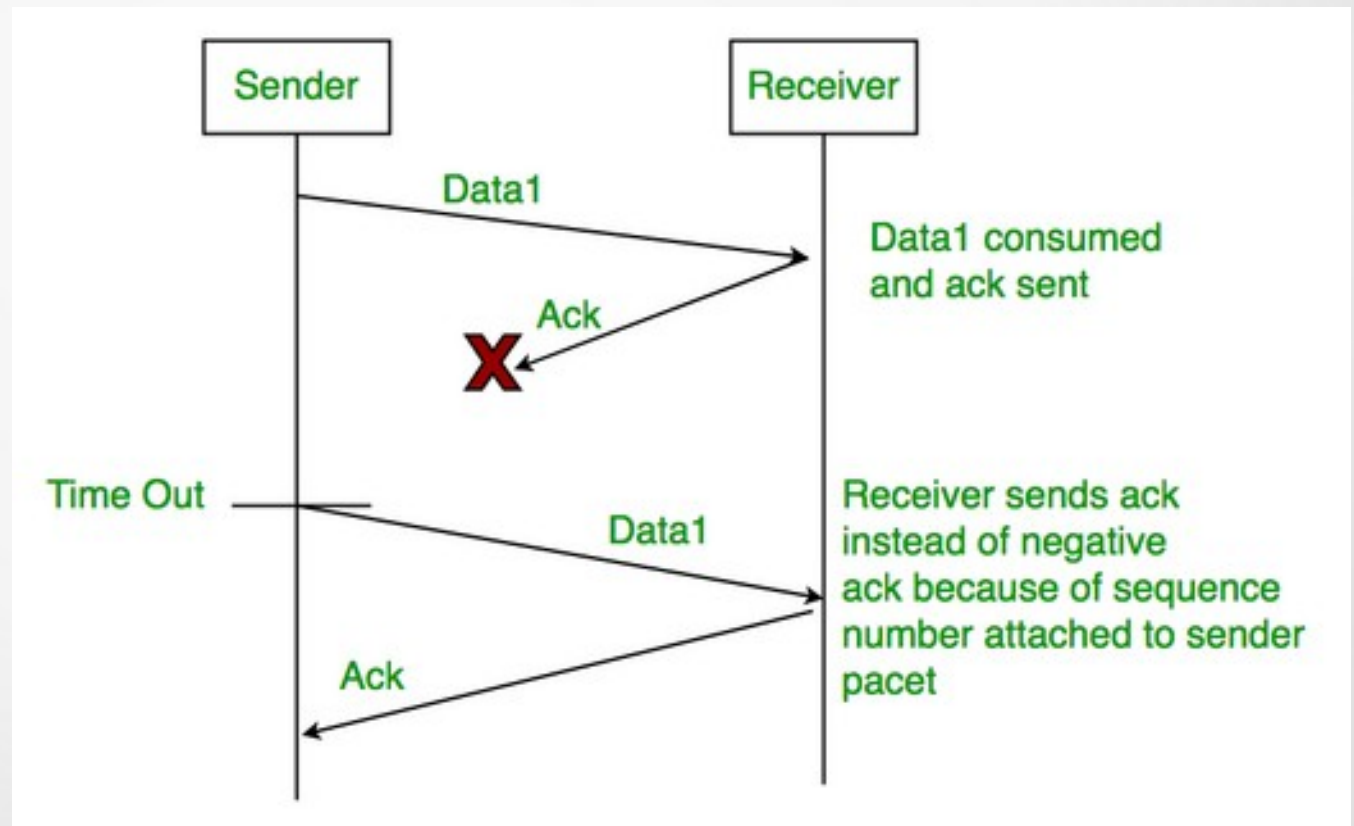 Sender
Receiver
Data1
Data1 consumed
and ack sent
Ack
X
Time Out
Data1
Receiver sends ack
instead of negative
ack because of sequence
number attached to sender
pacet
Ack